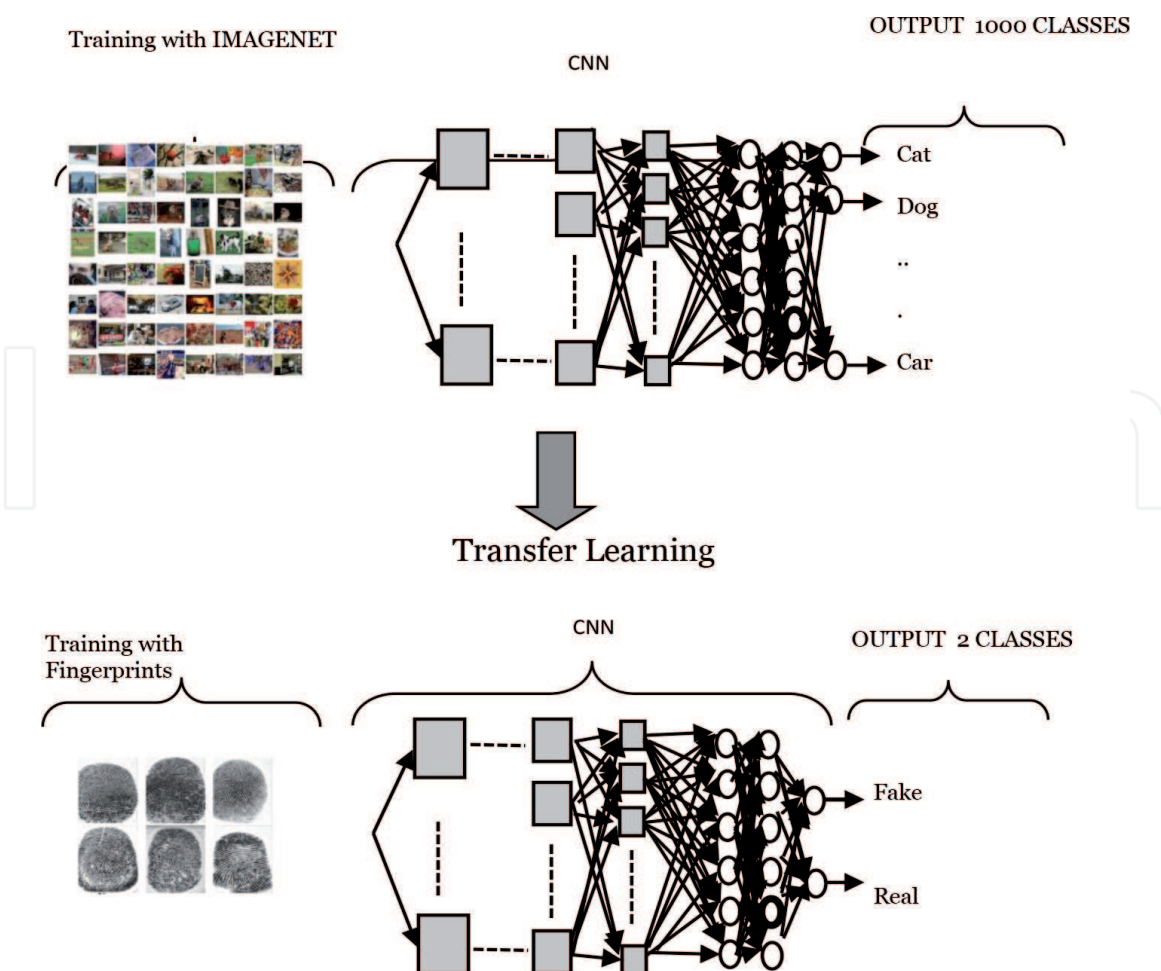 Training with IMAGENET
OUTPUT 1000 CLASSES
CNN
Cat
Dog
..
.
Car
Transfer Learning
CNN
Training with
Fingerprints
OUTPUT 2 CLASSES
Fake
Real